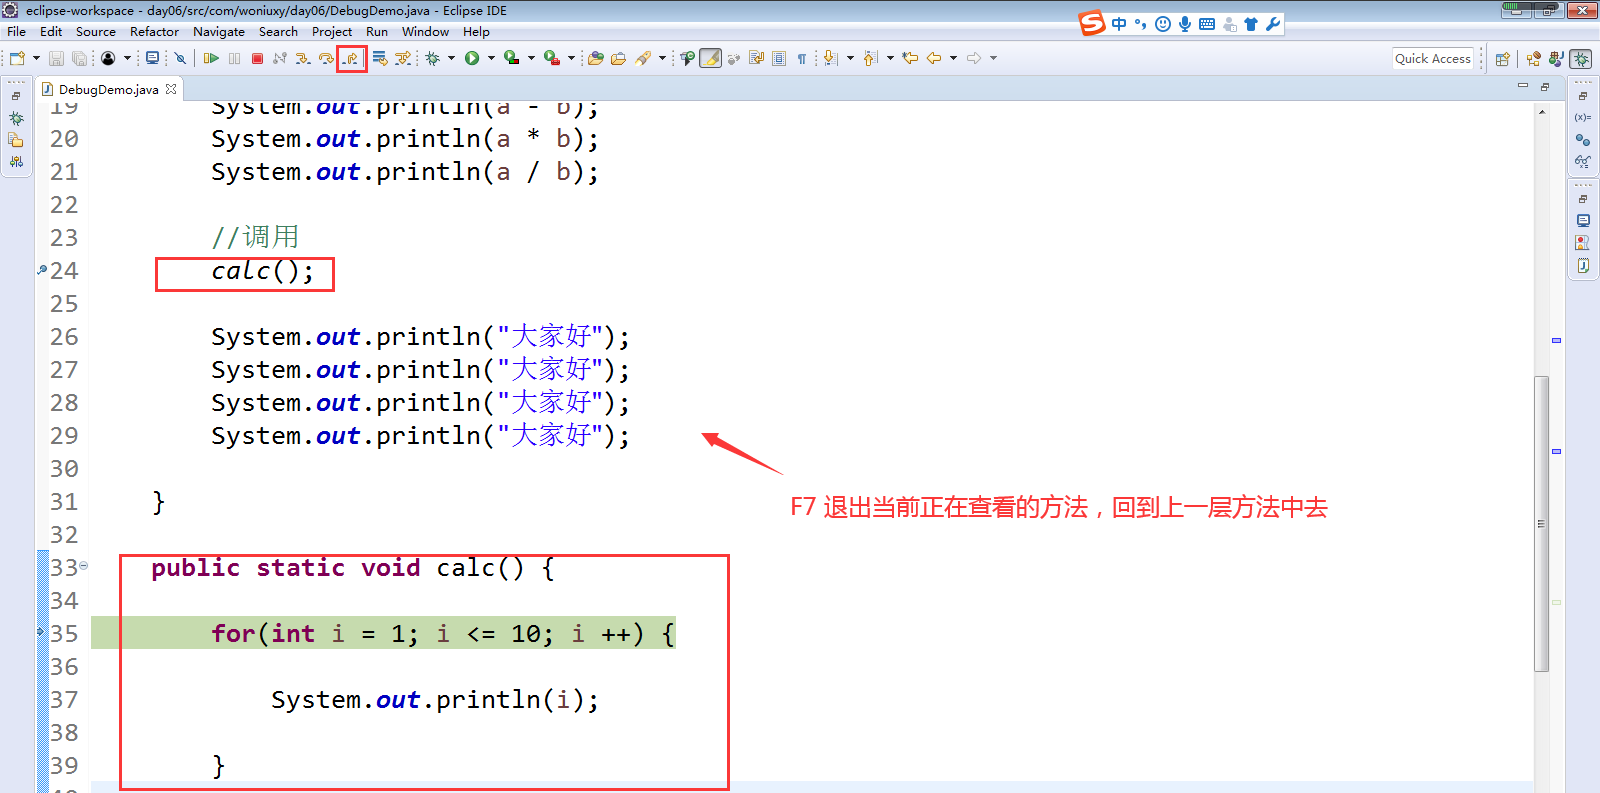 eclipse-workspace - day06/src/com/woniuxy/day06/DebugDemo.java - Eclipse IDE
中
File Edit Source Refactor Navigate Search Project Run Window Help
Quick Access
DebugDemo.java
19 System.out.println(a - b);
20 System.out.println(a * b);
21 System.out.println(a / b);
22
23 //调用
24 calc();
25
26 System.out.println("大家好");
27 System.out.println("大家好");
28 System.out.println("大家好");
29 System.out.println("大家好");
30
F7 退出当前正在查看的方法，回到上一层方法中去
31 }
32
33 public static void calc() {
34
35 for(int i = 1; i <= 10; i ++) {
36
37 System.out.println(i);
38
39 }